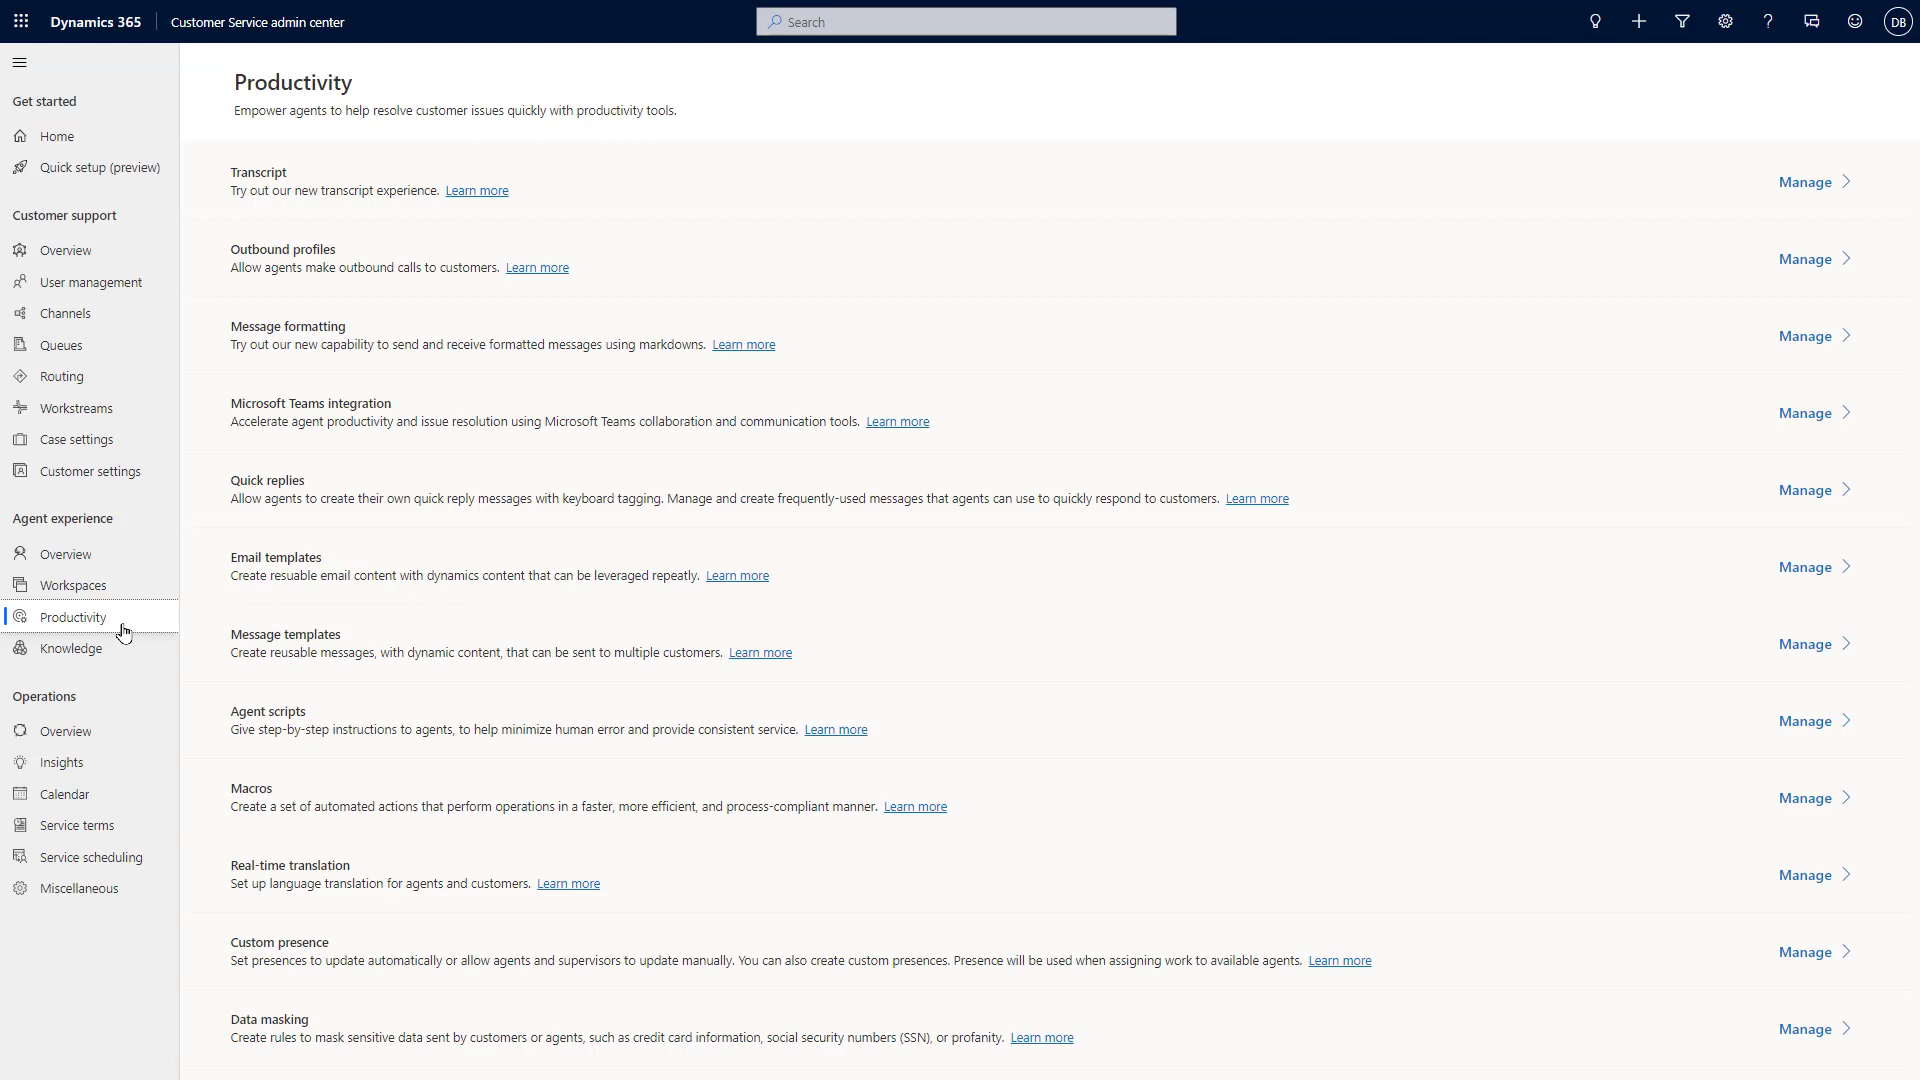 Dynamics 365
Customer Service admin center
Search
DB
Get started
Home
Quick setup (preview)
Customer support
Overview
User management
Channels
Queues
Routing
Workstreams
Case settings
Customer settings
Agent experience
Overview
Workspaces
Productivity
Knowledge
Operations
Overview
Insights
Calendar
Service terms
Service scheduling
Miscellaneous
Productivity
Empower agents to help resolve customer issues quickly with productivity tools.
Transcript
Try out our new transcript experience. Learn more
Manage
Outbound profiles
Allow agents make outbound calls to customers. Learn more
Manage
Message formatting
Try out our new capability to send and receive formatted messages using markdowns. Learn more
Manage
Microsoft Teams integration
Accelerate agent productivity and issue resolution using Microsoft Teams collaboration and communication tools. Learn more
Manage
Quick replies
Allow agents to create their own quick reply messages with keyboard tagging. Manage and create frequently-used messages that agents can use to quickly respond to customers. Learn more
Manage
Email templates
Create resuable email content with dynamics content that can be leveraged repeatly. Learn more
Manage
Message templates
Create reusable messages, with dynamic content, that can be sent to multiple customers. Learn more
Manage
Agent scripts
Give step-by-step instructions to agents, to help minimize human error and provide consistent service. Learn more
Manage
Macros
Create a set of automated actions that perform operations in a faster, more efficient, and process-compliant manner. Learn more
Manage
Real-time translation
Set up language translation for agents and customers. Learn more
Manage
Custom presence
Set presences to update automatically or allow agents and supervisors to update manually. You can also create custom presences. Presence will be used when assigning work to available agents. Learn more
Manage
Data masking
Create rules to mask sensitive data sent by customers or agents, such as credit card information, social security numbers (SSN), or profanity. Learn more
Manage